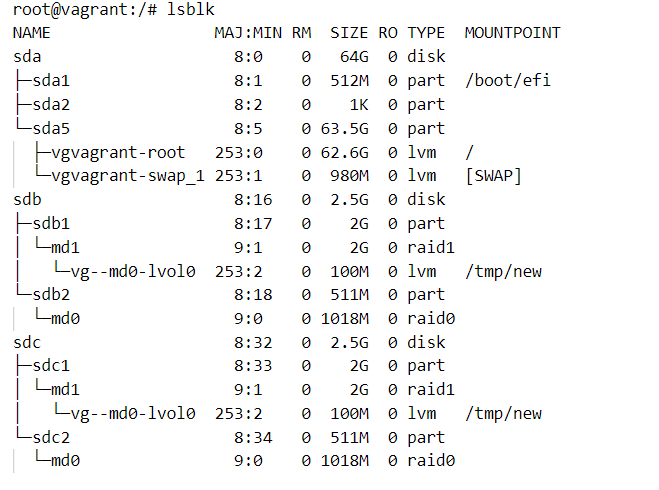 root@vagrant:/# lsblk
NAME                 MAJ:MIN RM  SIZE RO TYPE  MOUNTPOINT
sda                    8:0    0   64G  0 disk
├─sda1                 8:1    0  512M  0 part  /boot/efi
├─sda2                 8:2    0    1K  0 part
└─sda5                 8:5    0 63.5G  0 part
  ├─vgvagrant-root   253:0    0 62.6G  0 lvm   /
  └─vgvagrant-swap_1 253:1    0  980M  0 lvm   [SWAP]
sdb                    8:16   0  2.5G  0 disk
├─sdb1                 8:17   0    2G  0 part
│ └─md1                9:1    0    2G  0 raid1
│   └─vg--md0-lvol0  253:2    0  100M  0 lvm   /tmp/new
└─sdb2                 8:18   0  511M  0 part
  └─md0                9:0    0 1018M  0 raid0
sdc                    8:32   0  2.5G  0 disk
├─sdc1                 8:33   0    2G  0 part
│ └─md1                9:1    0    2G  0 raid1
│   └─vg--md0-lvol0  253:2    0  100M  0 lvm   /tmp/new
└─sdc2                 8:34   0  511M  0 part
  └─md0                9:0    0 1018M  0 raid0